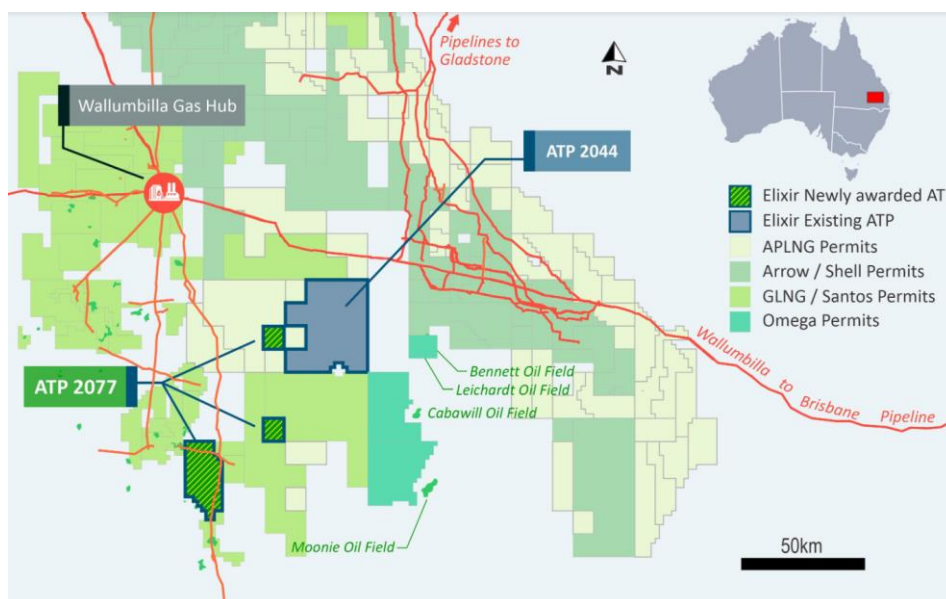 Pipelines to
Gladstone
N
Wallumbilla Gas Hub
ATP 2044
Elixir Newly awarded AT
Elixir Existing ATP
APLNG Permits
Arrow / Shell Permits
GLNG / Santos Permits
Omega Permits
Bennett Oil Field
Leichardt Oil Field
ATP 2077
Cabawill Oil Field
Wallumbilla to Brisbane Pipeline
Moonie Oil Field
50km